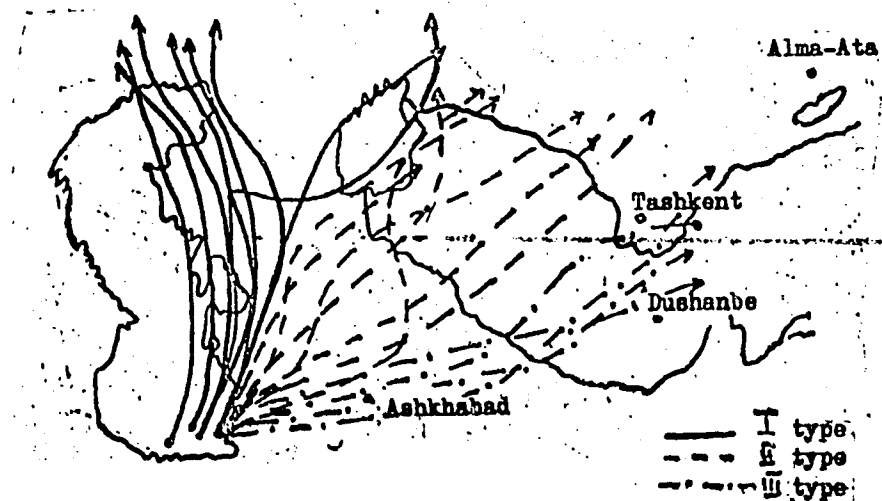 Alma-Ata
Tashkent
Dushanbe
Ashkhabad
I type
II type
III type